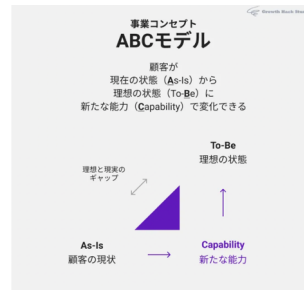 Growth Hack Stu
事業コンセプト
ABCモデル
顧客が
現在の状態（As-Is）から
理想の状態（To-Be）に
新たな能力（Capability）で変化できる
To-Be
理想の状態
理想と現実の
ギャップ
As-Is
顧客の現状
Capability
新たな能力